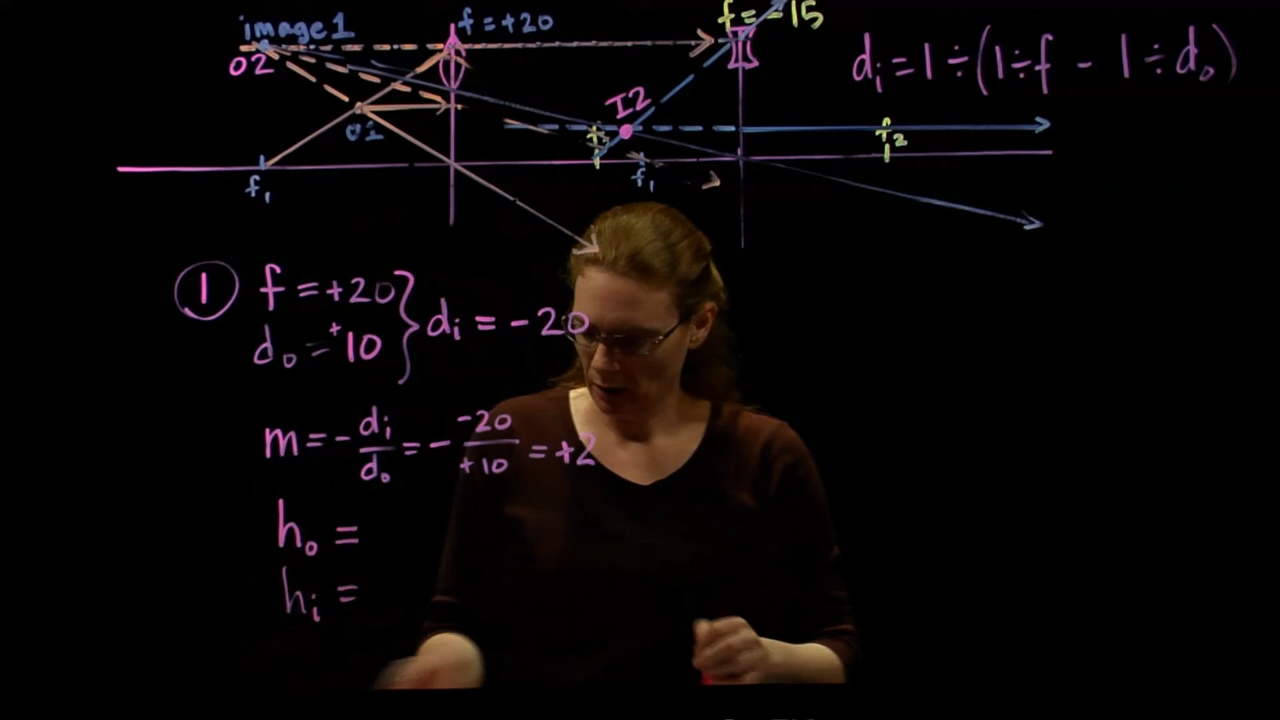 image1
f = +20
f = -15
O2
I2
dᵢ = 1 ÷ (1÷f - 1÷dₒ)
O1
f₂
f₂
f₁
f₁
1
f = +20
dₒ = +10
dᵢ = -20
m = - dᵢ/dₒ = - -20/+10 = +2
hₒ =
hᵢ =